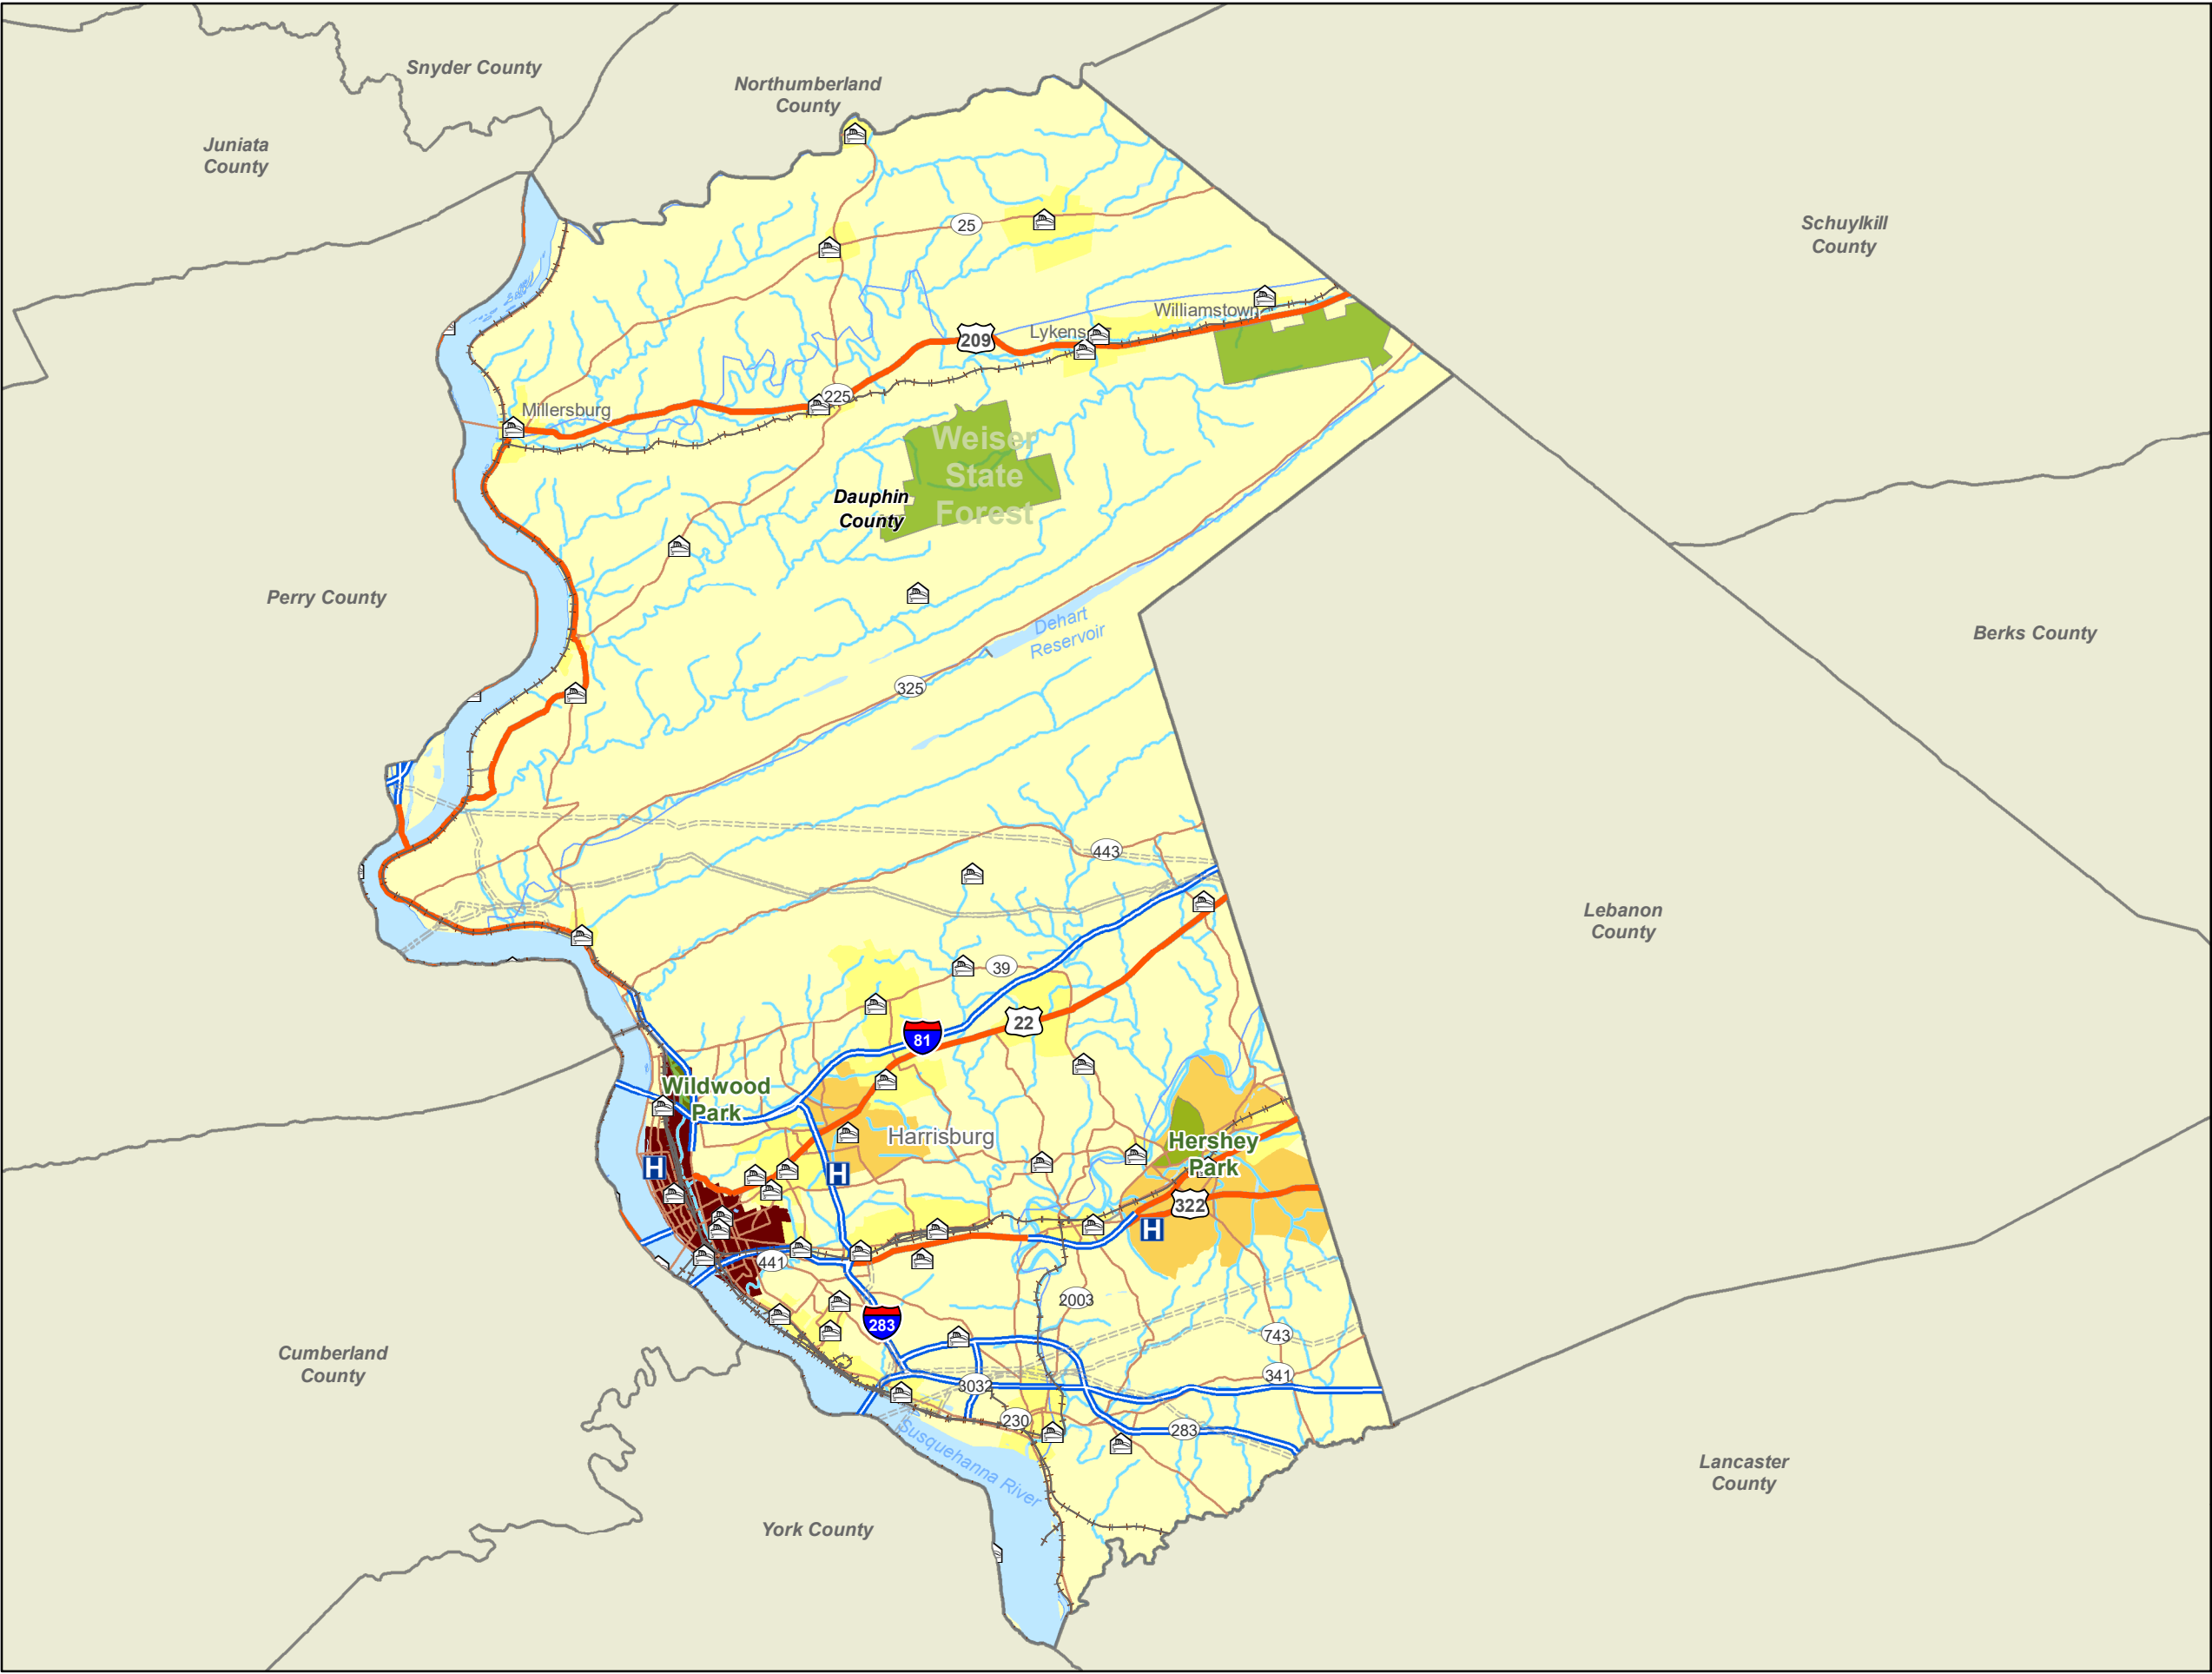 Snyder County
Northumberland
County
Juniata
County
25
Schuylkill
County
Williamstown
Lykens
209
225
Millersburg
Weiser
State
Forest
Dauphin
County
Perry County
Dehart
Reservoir
Berks County
325
443
Lebanon
County
39
22
81
Wildwood
Park
Harrisburg
Hershey
Park
H
H
322
H
441
2003
283
743
Cumberland
County
341
3032
230
283
Susquehanna River
Lancaster
County
York County